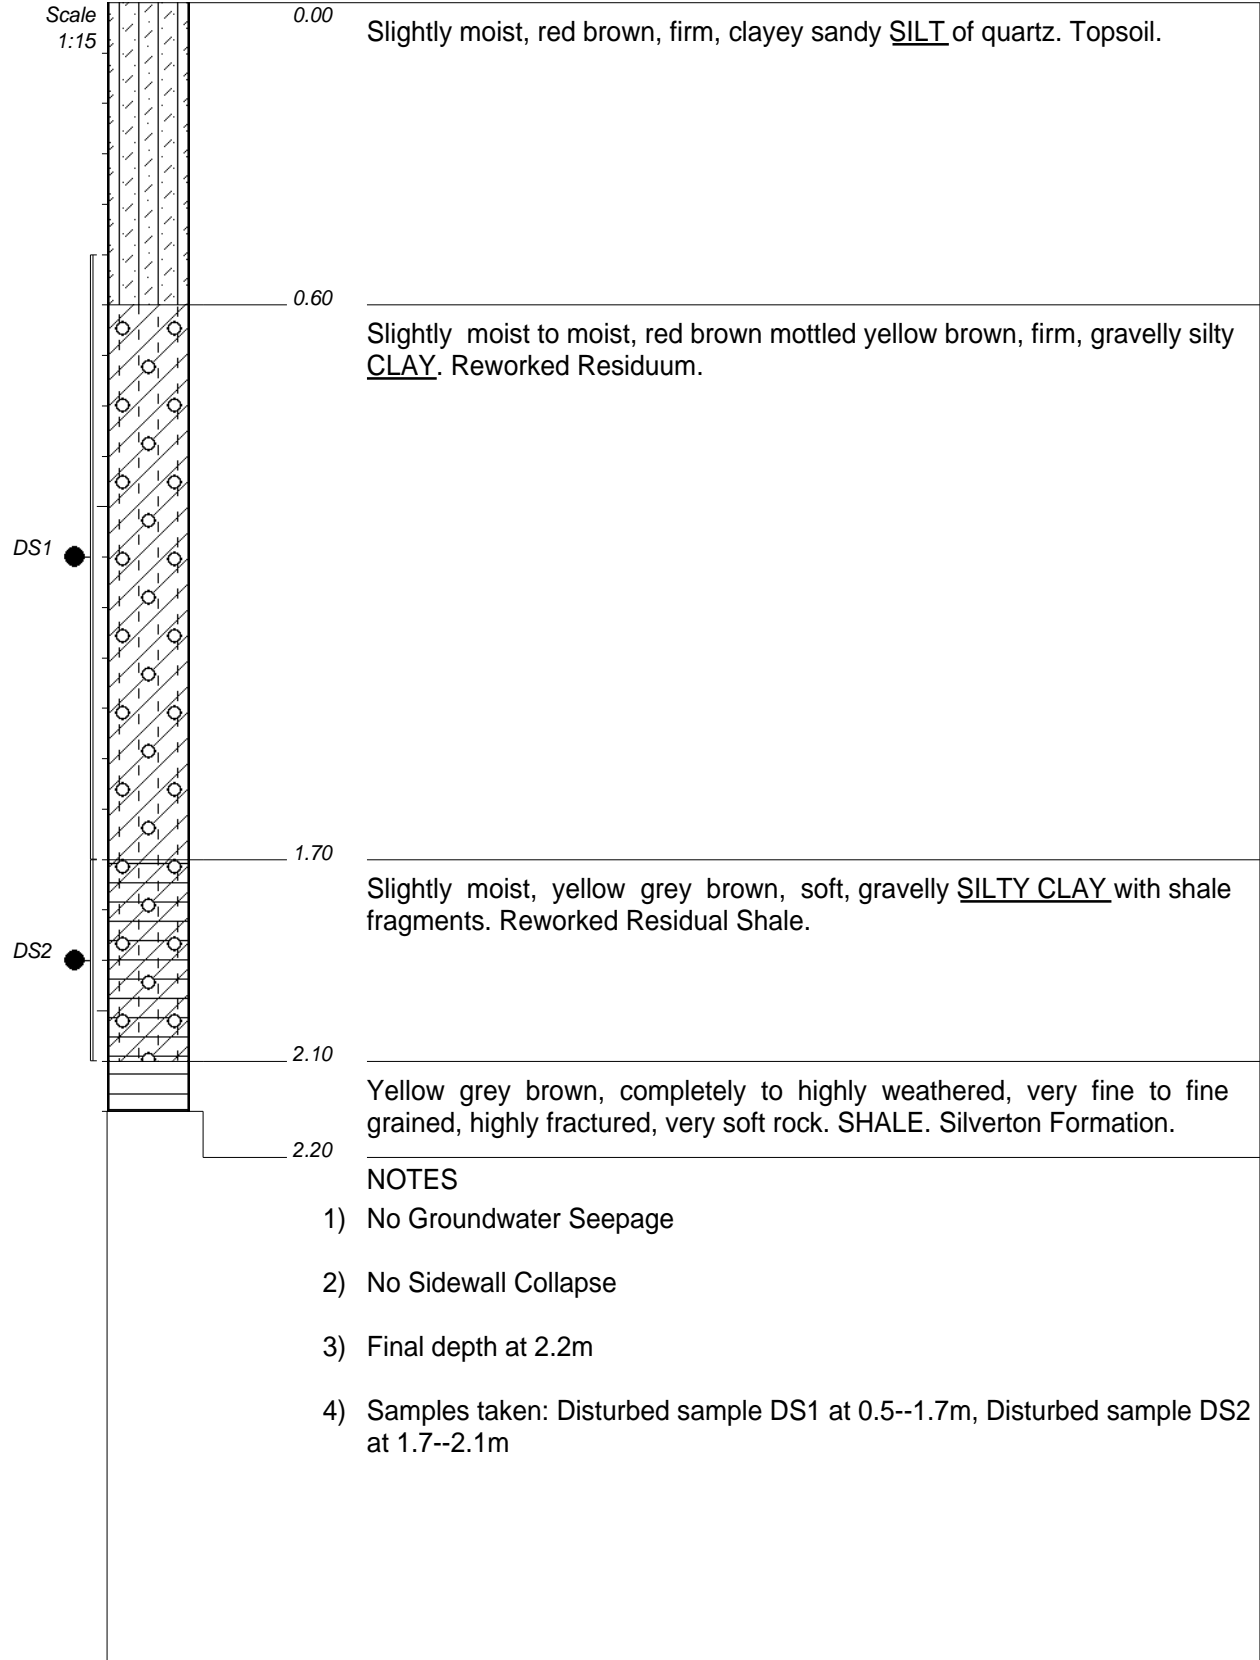 Scale
1:15
0.00
Slightly moist, red brown, firm, clayey sandy SILT of quartz. Topsoil.
0.60
Slightly moist to moist, red brown mottled yellow brown, firm, gravelly silty
CLAY. Reworked Residuum.
DS1
1.70
Slightly moist, yellow grey brown, soft, gravelly SILTY CLAY with shale
fragments. Reworked Residual Shale.
DS2
2.10
Yellow grey brown, completely to highly weathered, very fine to fine
grained, highly fractured, very soft rock. SHALE. Silverton Formation.
2.20
NOTES
1) No Groundwater Seepage
2) No Sidewall Collapse
3) Final depth at 2.2m
4) Samples taken: Disturbed sample DS1 at 0.5--1.7m, Disturbed sample DS2
at 1.7--2.1m